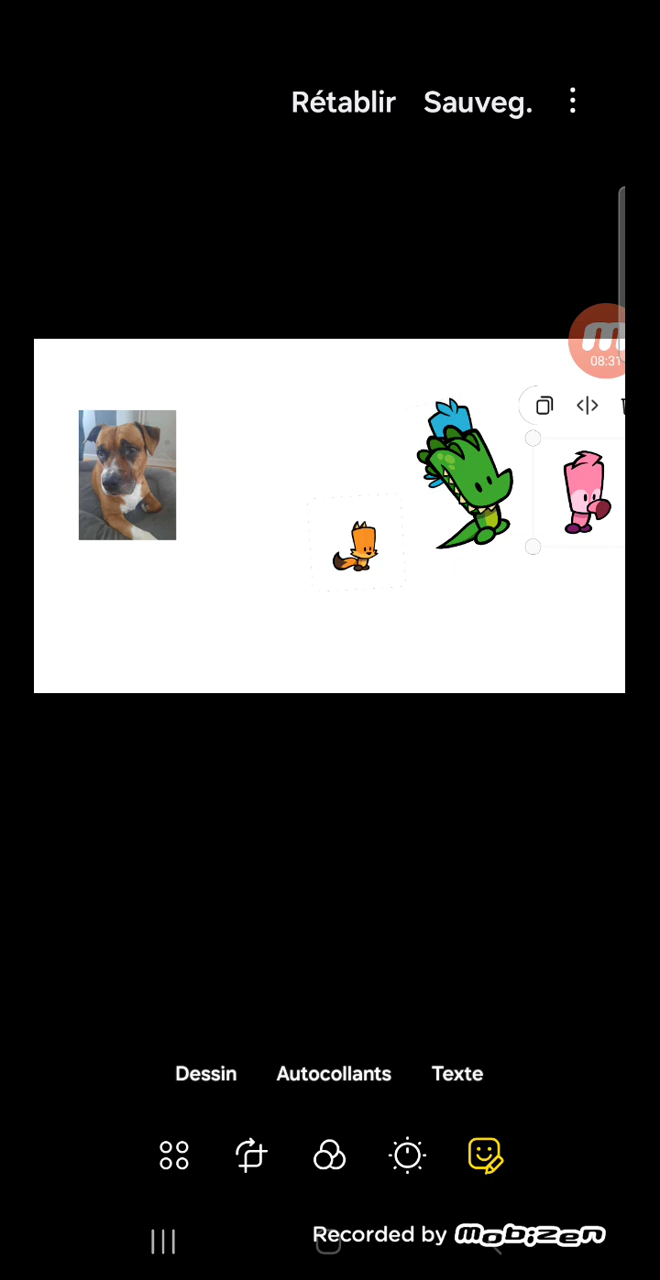 Rétablir Sauveg.
08:31
Dessin Autocollants Texte
Recorded by mobizen